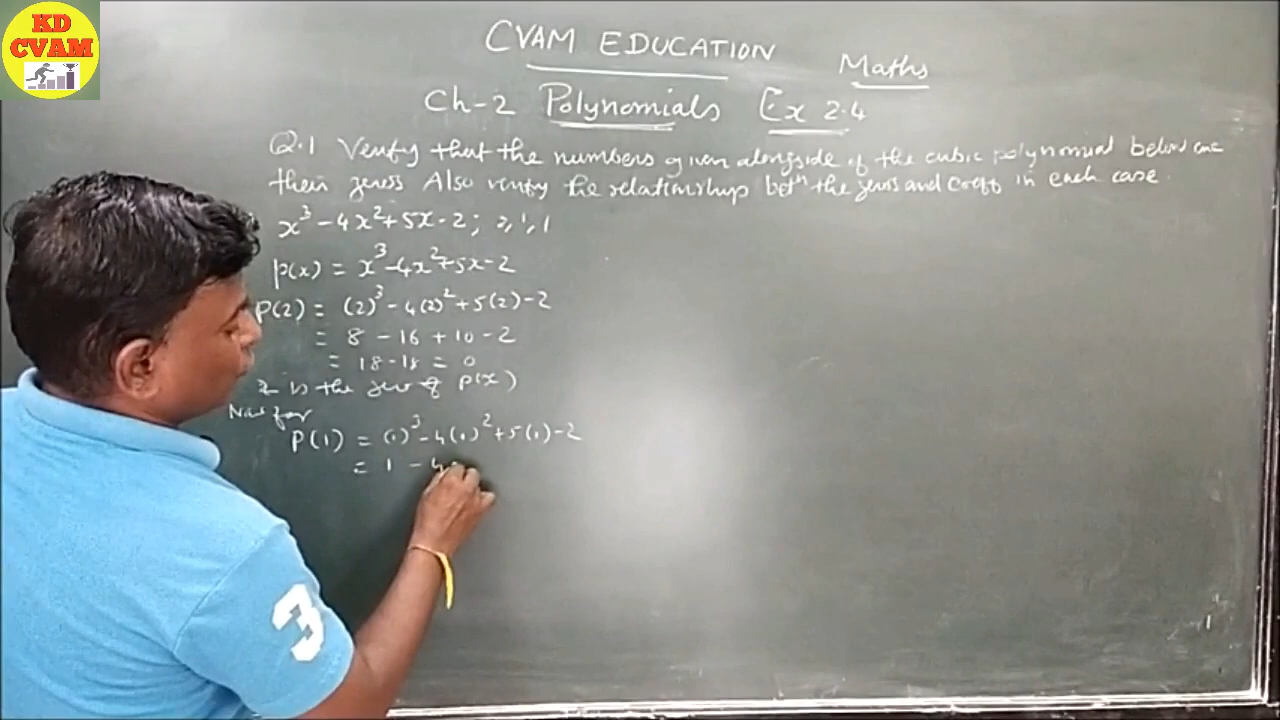 KD
CVAM
CVAM EDUCATION
Maths
Ch-2 Polynomials Ex 2.4
Q.1 Verify that the numbers given alongside of the cubic polynomial below are
their zeros Also verify the relationship betn the zeros and Coeff in each case.
x³ - 4x² + 5x - 2 ; 2, 1, 1
p(x) = x³ - 4x² + 5x - 2
P(2) = (2)³ - 4(2)² + 5(2) - 2
= 8 - 16 + 10 - 2
= 18 - 18 = 0
2 is the zero of p(x)
Now for
P(1) = (1)³ - 4(1)² + 5(1) - 2
= 1 - 4
3